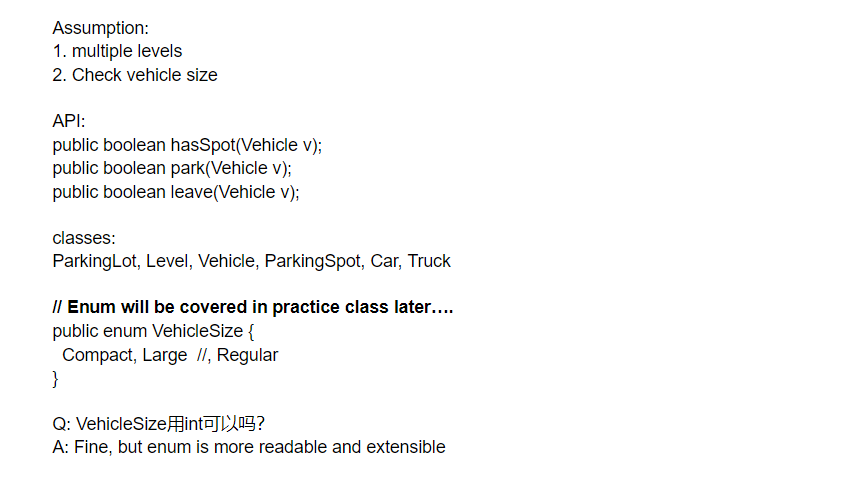 Assumption:
1. multiple levels
2. Check vehicle size
API:
public boolean hasSpot(Vehicle v);
public boolean park(Vehicle v);
public boolean leave(Vehicle v);
classes:
ParkingLot, Level, Vehicle, ParkingSpot, Car, Truck
// Enum will be covered in practice class later….
public enum VehicleSize {
Compact, Large  //, Regular
}
Q: VehicleSize用int可以吗?
A: Fine, but enum is more readable and extensible